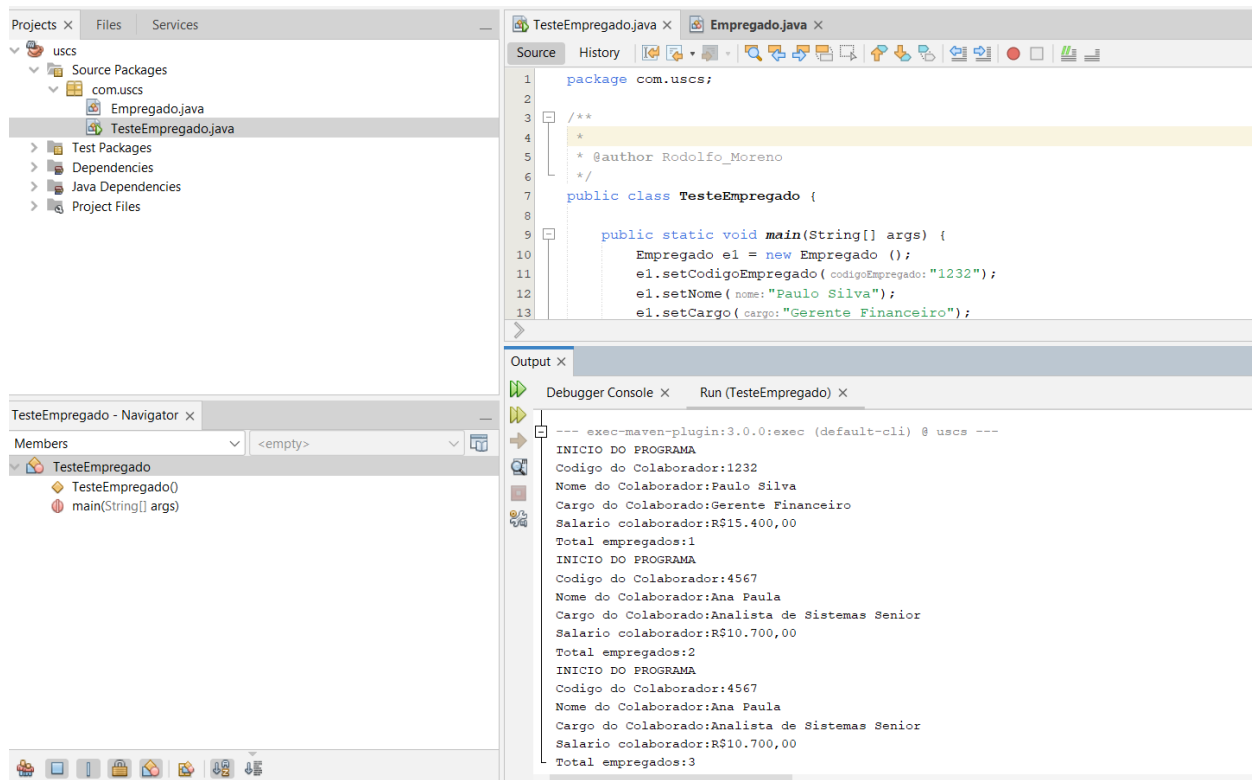 Projects × Files Services
uscs
Source Packages
com.uscs
Empregado.java
TesteEmpregado.java
Test Packages
Dependencies
Java Dependencies
Project Files
TesteEmpregado - Navigator ×
Members <empty>
TesteEmpregado
TesteEmpregado()
main(String[] args)
TesteEmpregado.java × Empregado.java ×
Source History
1 package com.uscs;
2
3 /**
4 *
5 * @author Rodolfo_Moreno
6 */
7 public class TesteEmpregado {
8
9 public static void main(String[] args) {
10 Empregado e1 = new Empregado ();
11 e1.setCodigoEmpregado( codigoEmpregado: "1232");
12 e1.setNome( nome: "Paulo Silva");
13 e1.setCargo( cargo: "Gerente Financeiro");
Output ×
Debugger Console × Run (TesteEmpregado) ×
--- exec-maven-plugin:3.0.0:exec (default-cli) @ uscs ---
INICIO DO PROGRAMA
Codigo do Colaborador:1232
Nome do Colaborador:Paulo Silva
Cargo do Colaborado:Gerente Financeiro
Salario colaborador:R$15.400,00
Total empregados:1
INICIO DO PROGRAMA
Codigo do Colaborador:4567
Nome do Colaborador:Ana Paula
Cargo do Colaborado:Analista de Sistemas Senior
Salario colaborador:R$10.700,00
Total empregados:2
INICIO DO PROGRAMA
Codigo do Colaborador:4567
Nome do Colaborador:Ana Paula
Cargo do Colaborado:Analista de Sistemas Senior
Salario colaborador:R$10.700,00
Total empregados:3